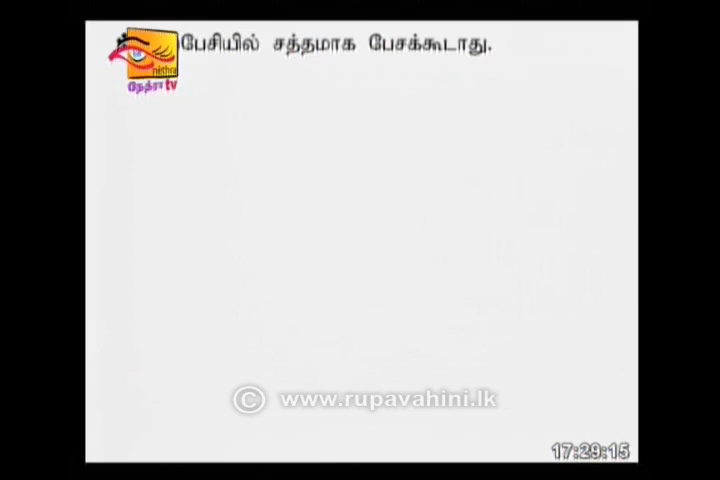 பேசியில் சத்தமாக பேசக்கூடாது.
nethra
நேத்ரா tv
© www.rupavahini.lk
17:29:15